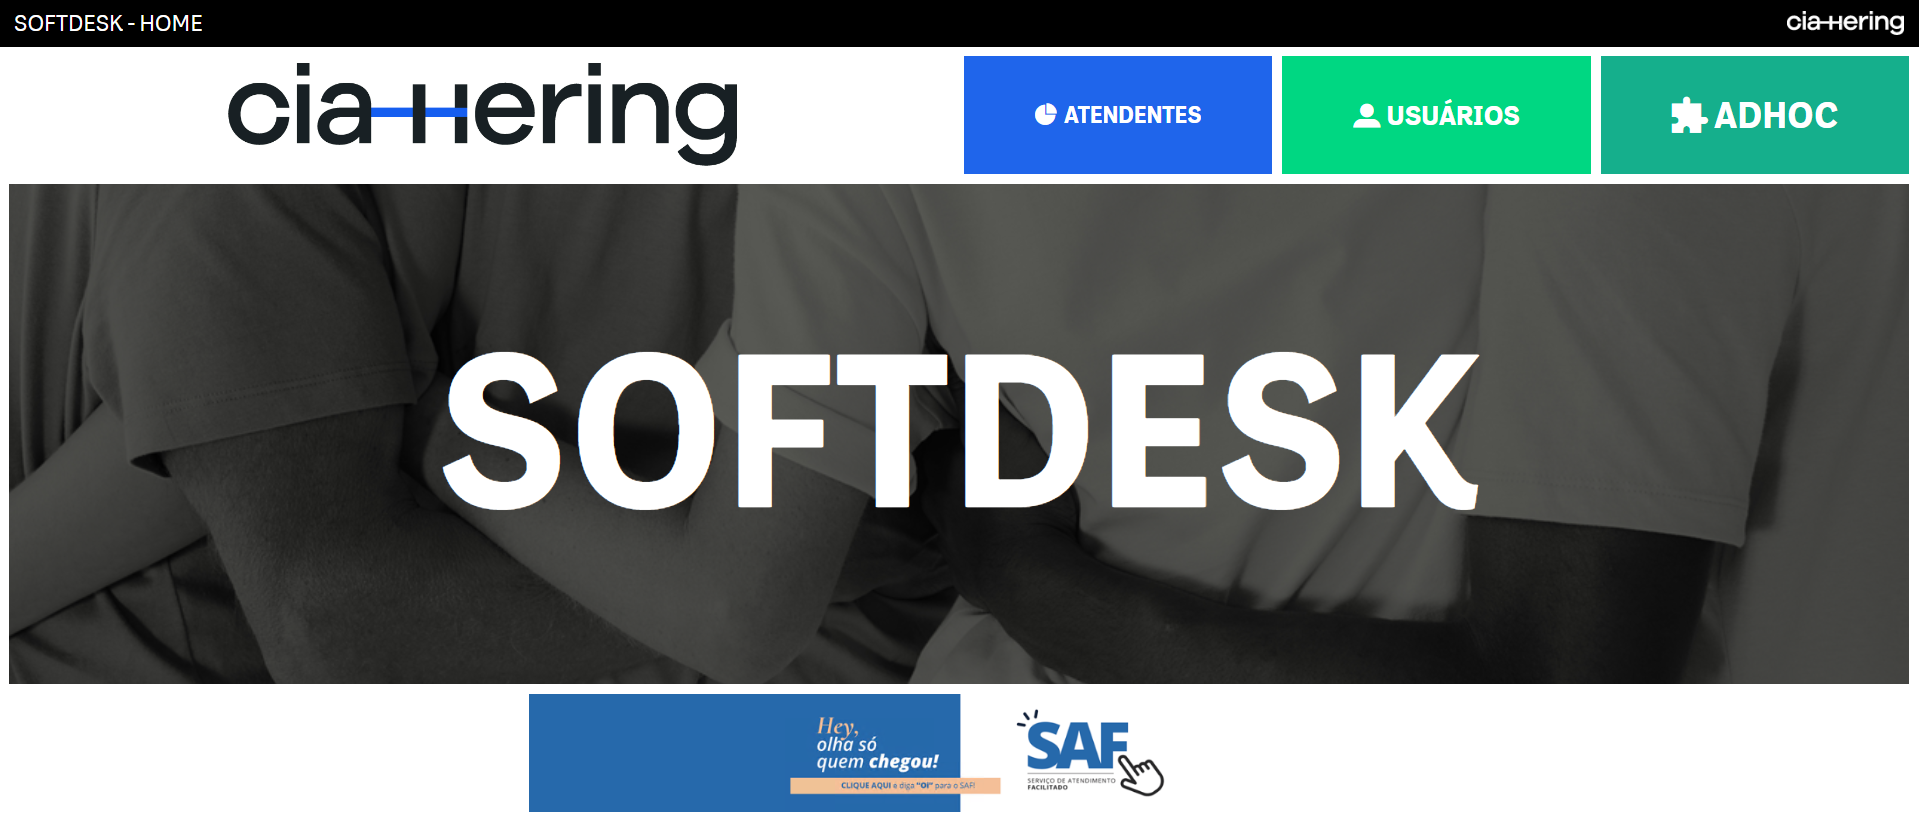 SOFTDESK - HOME
cia Hering
cia Hering
ATENDENTES
USUÁRIOS
ADHOC
SOFTDESK
Hey,
olha só
quem chegou!
CLIQUE AQUI e diga "OI" para o SAF!
SAF
SERVIÇO DE ATENDIMENTO
FACILITADO